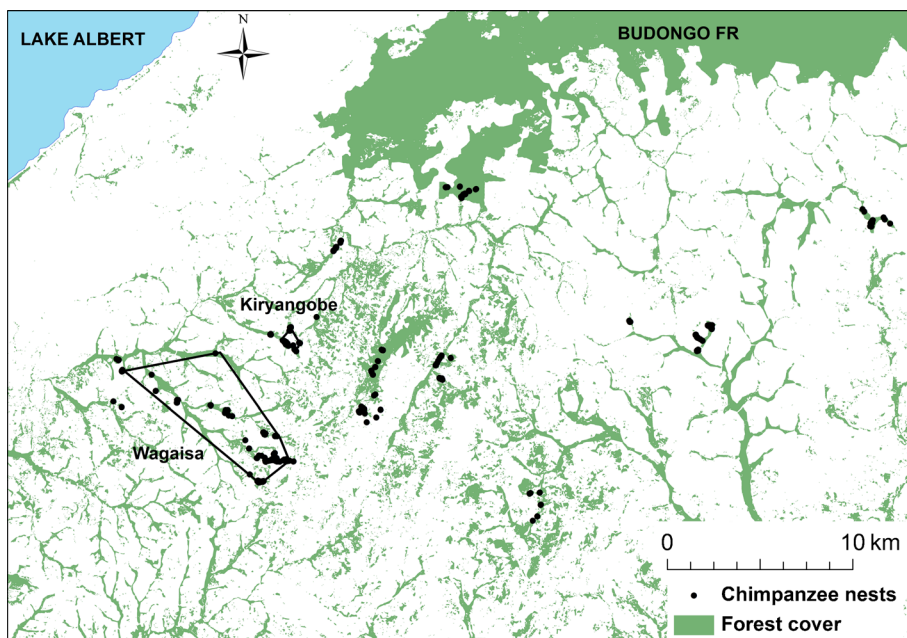 N
LAKE ALBERT
BUDONGO FR
Kiryangobe
Wagaisa
0 10 km
Chimpanzee nests
Forest cover